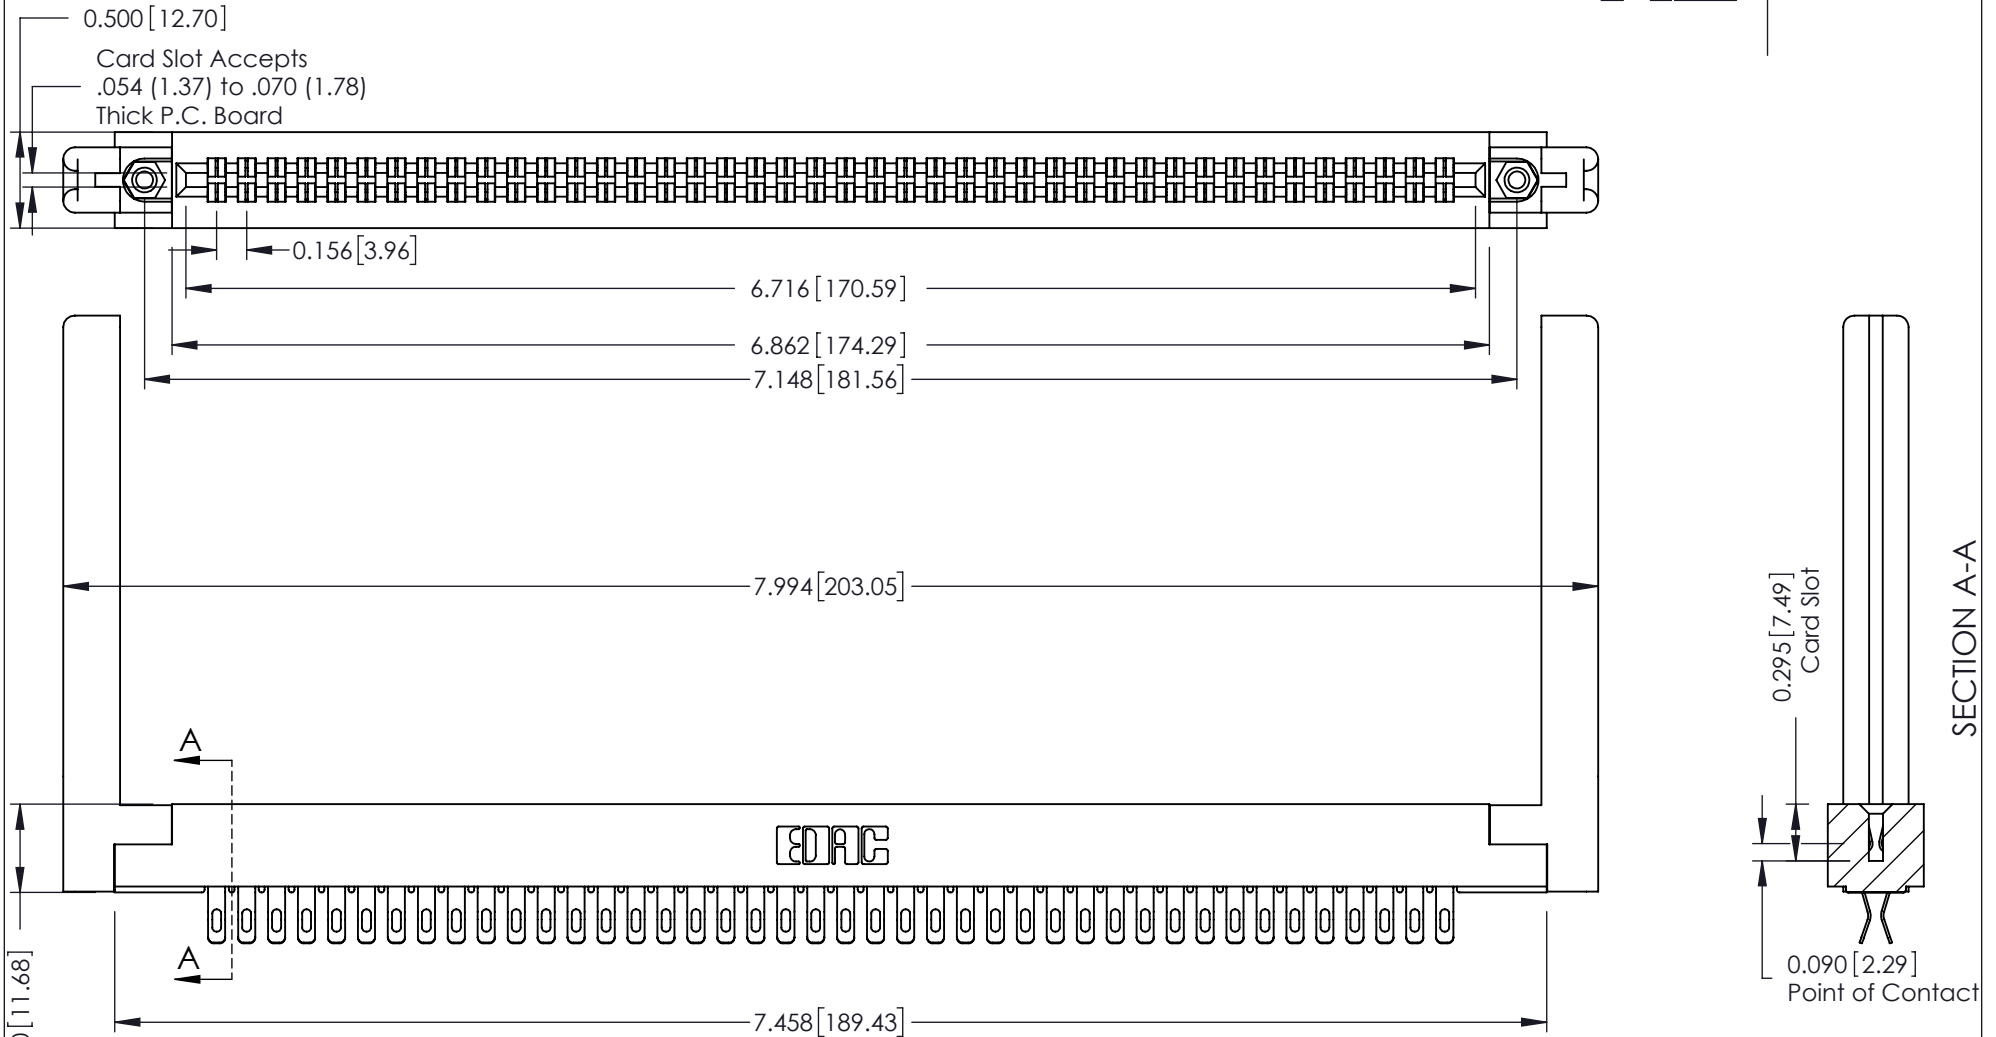 0.500 [12.70]
Card Slot Accepts
.054 (1.37) to .070 (1.78)
Thick P.C. Board
0.156 [3.96]
6.716 [170.59]
6.862 [174.29]
7.148 [181.56]
7.994 [203.05]
0.295 [7.49]
Card Slot
SECTION A-A
A
EDAC
A
[11.68]
0.090 [2.29]
Point of Contact
7.458 [189.43]